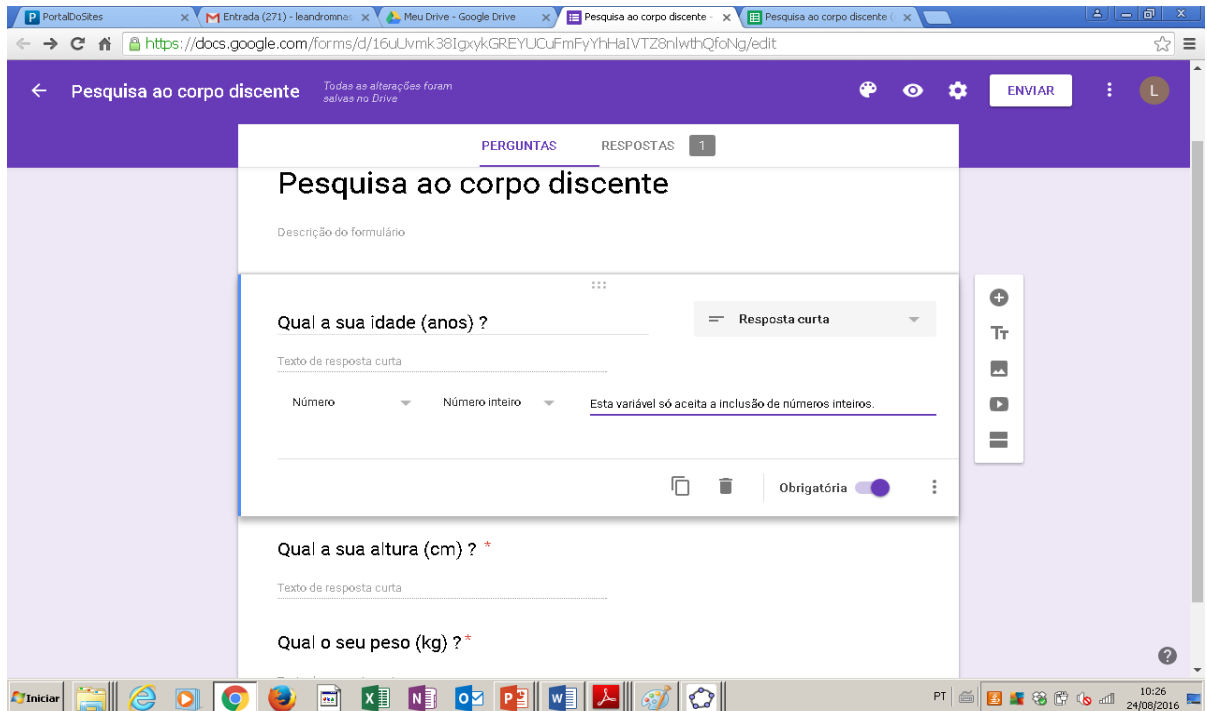 PortalDoSites
Entrada (271) - leandromnas
Meu Drive - Google Drive
Pesquisa ao corpo discente -
Pesquisa ao corpo discente (
https://docs.google.com/forms/d/16uUvmk38IgxykGREYUCuFmFyYhHaIVTZ8nlwthQfoNg/edit
Pesquisa ao corpo discente
Todas as alterações foram
salvas no Drive
ENVIAR
L
PERGUNTAS
RESPOSTAS 1
Pesquisa ao corpo discente
Descrição do formulário
Qual a sua idade (anos) ?
Resposta curta
Texto de resposta curta
Número
Número inteiro
Esta variável só aceita a inclusão de números inteiros.
Obrigatória
Qual a sua altura (cm) ? *
Texto de resposta curta
Qual o seu peso (kg) ? *
Iniciar
PT
10:26
24/08/2016